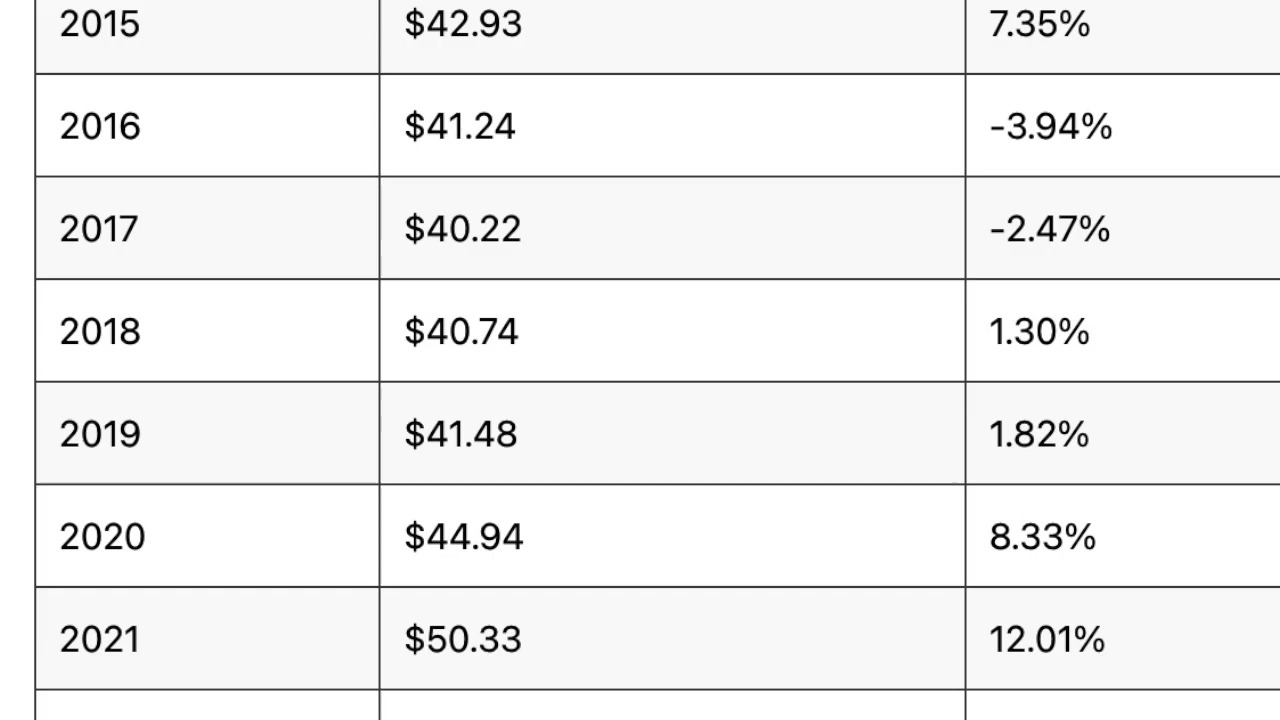 2015 $42.93 7.35%
2016 $41.24 -3.94%
2017 $40.22 -2.47%
2018 $40.74 1.30%
2019 $41.48 1.82%
2020 $44.94 8.33%
2021 $50.33 12.01%